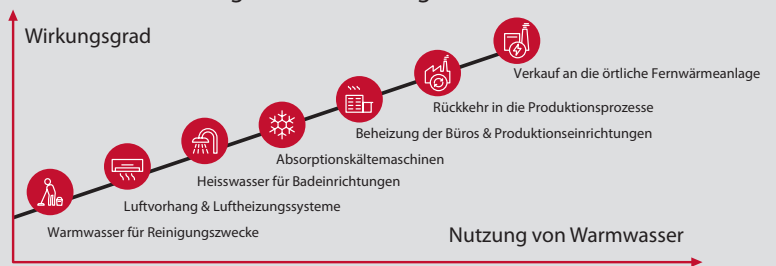 Wirkungsgrad
Verkauf an die örtliche Fernwärmeanlage
Rückkehr in die Produktionsprozesse
Beheizung der Büros & Produktionseinrichtungen
Absorptionskältemaschinen
Heisswasser für Badeinrichtungen
Luftvorhang & Luftheizungssysteme
Warmwasser für Reinigungszwecke
Nutzung von Warmwasser